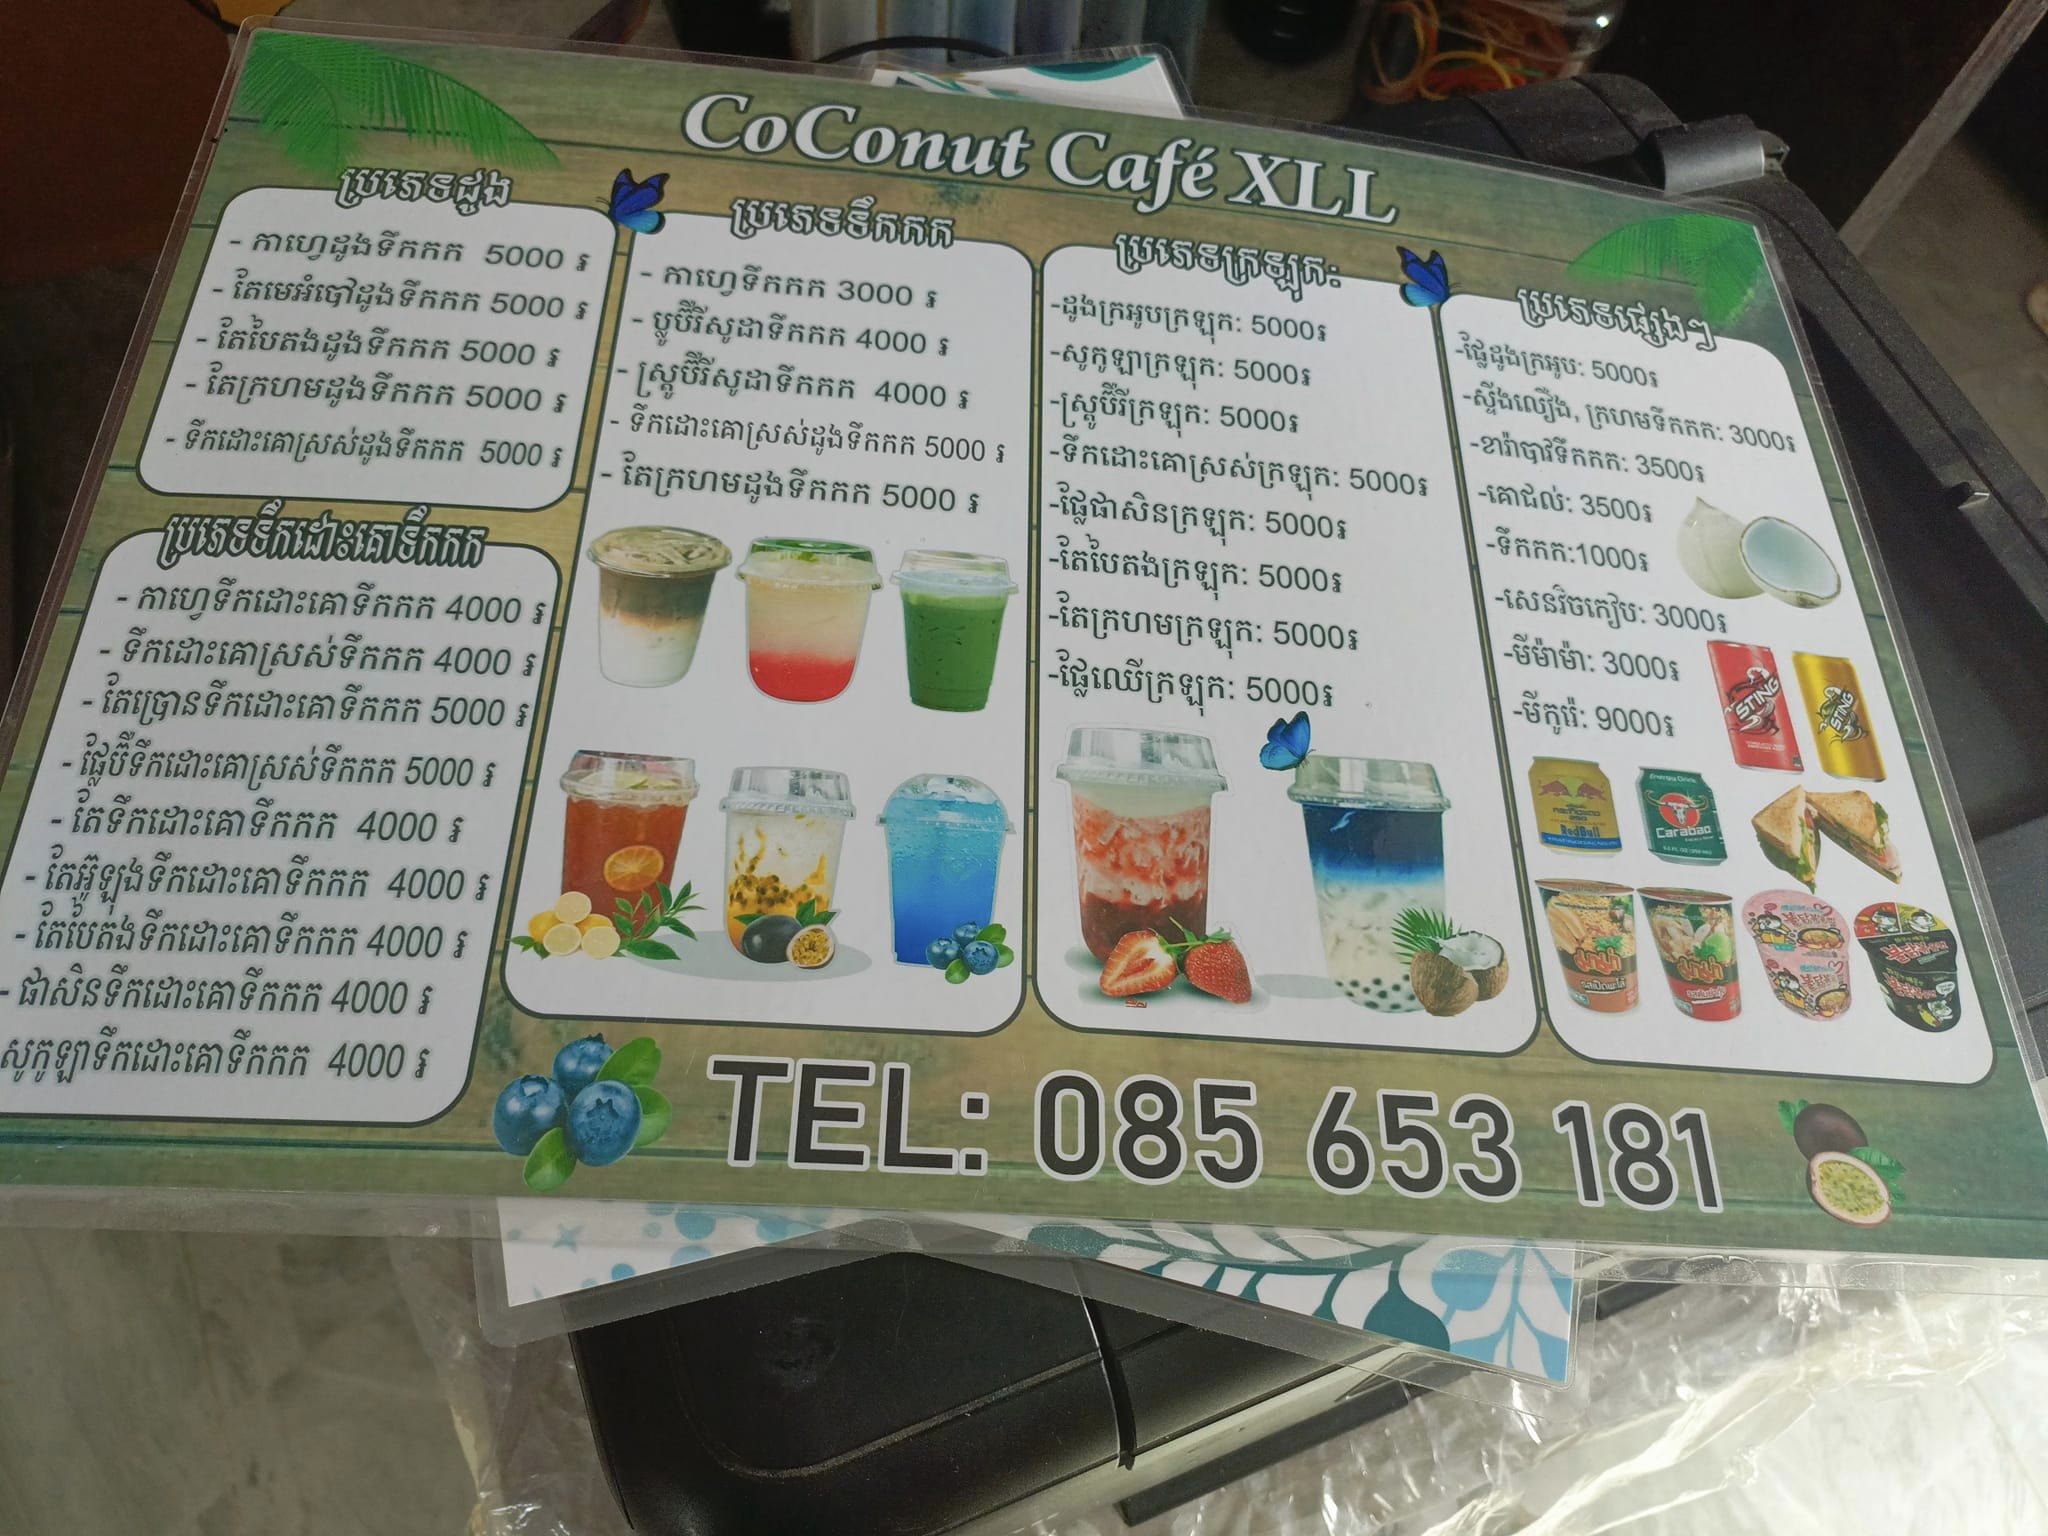 CoConut Café XLL
ប្រភេទដូង
- កាហ្វេដូងទឹកកក 5000 ៛
- តែមេអំបៅដូងទឹកកក 5000 ៛
- តែបៃតងដូងទឹកកក 5000 ៛
- តែក្រហមដូងទឹកកក 5000 ៛
- ទឹកដោះគោស្រស់ដូងទឹកកក 5000 ៛
ប្រភេទទឹកដោះគោទឹកកក
- កាហ្វេទឹកដោះគោទឹកកក 4000 ៛
- ទឹកដោះគោស្រស់ទឹកកក 4000 ៛
- តែប្រោនទឹកដោះគោទឹកកក 5000 ៛
- ផ្លែប៊ឺទឹកដោះគោស្រស់ទឹកកក 5000 ៛
- តែទឹកដោះគោទឹកកក 4000 ៛
- តែអ៊ូឡុងទឹកដោះគោទឹកកក 4000 ៛
- តែបៃតងទឹកដោះគោទឹកកក 4000 ៛
- ផាសិនទឹកដោះគោទឹកកក 4000 ៛
សូកូឡាទឹកដោះគោទឹកកក 4000 ៛
ប្រភេទទឹកកក
- កាហ្វេទឹកកក 3000 ៛
- ប្លូប៊ឺរីសូដាទឹកកក 4000 ៛
- ស្ត្រូប៊ឺរីសូដាទឹកកក 4000 ៛
- ទឹកដោះគោស្រស់ដូងទឹកកក 5000 ៛
- តែក្រហមដូងទឹកកក 5000 ៛
ប្រភេទក្រឡុក:
-ដូងក្រអូបក្រឡុក: 5000៛
-សូកូឡាក្រឡុក: 5000៛
-ស្ត្រូប៊ឺរីក្រឡុក: 5000៛
-ទឹកដោះគោស្រស់ក្រឡុក: 5000៛
-ផ្លែផាសិនក្រឡុក: 5000៛
-តែបៃតងក្រឡុក: 5000៛
-តែក្រហមក្រឡុក: 5000៛
-ផ្លែឈើក្រឡុក: 5000៛
ប្រភេទផ្សេងៗ
-ផ្លែដូងក្រអូប: 5000៛
-ស្ទីងលឿង, ក្រហមទឹកកក: 3000៛
-ខារ៉ាបាវទឹកកក: 3500៛
-គោជល់: 3500៛
-ទឹកកក:1000៛
-សេនវិចកៀប: 3000៛
-មីម៉ាម៉ា: 3000៛
-មីកូរ៉េ: 9000៛
STING
STING
RedBull
Energy Drink
Carabao
TEL: 085 653 181